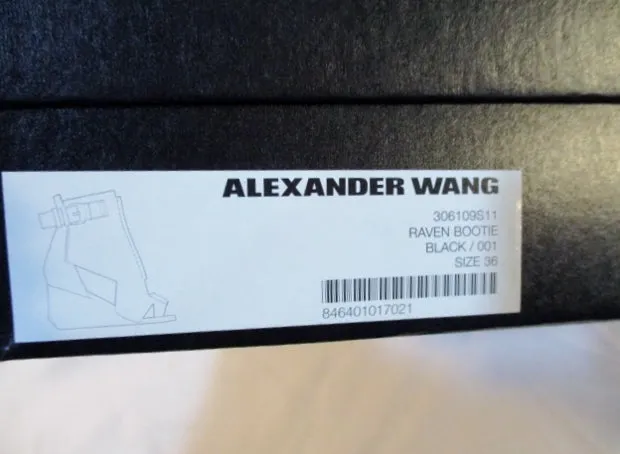 ALEXANDER WANG
306109S11
RAVEN BOOTIE
BLACK / 001
SIZE 36
846401017021